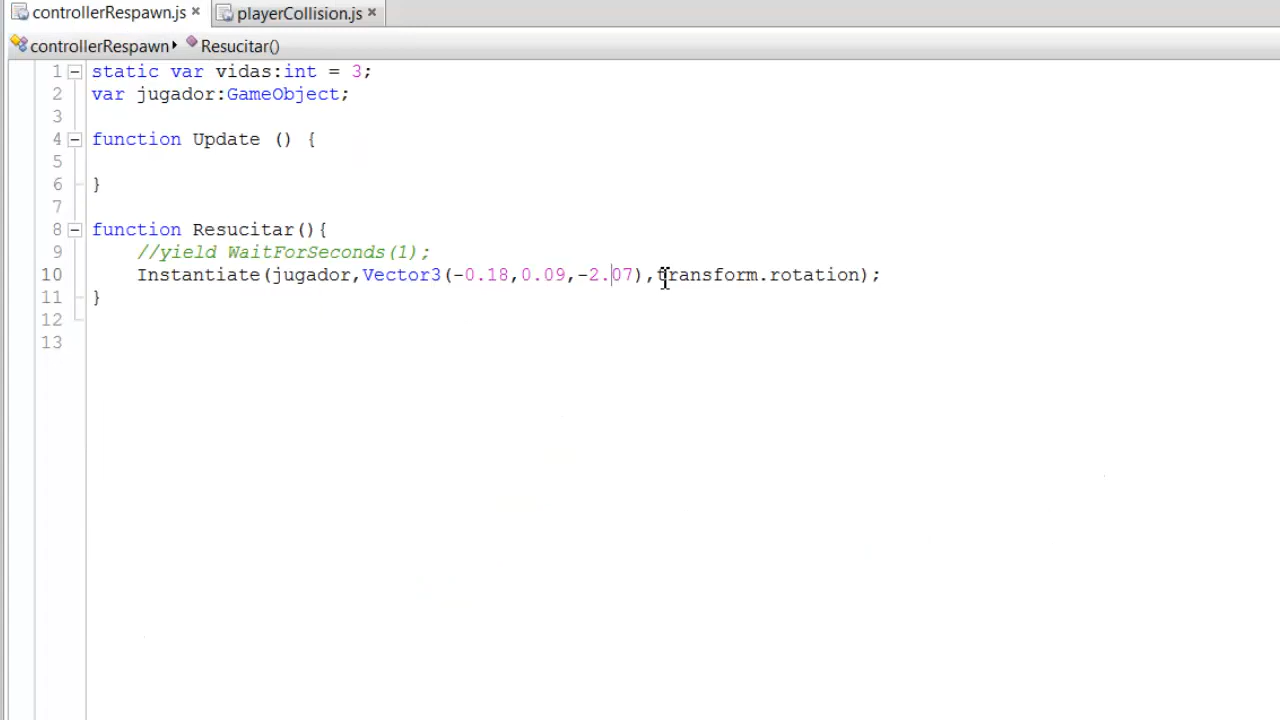 controllerRespawn.js × playerCollision.js ×
controllerRespawn Resucitar()
1 static var vidas:int = 3;
2 var jugador:GameObject;
3
4 function Update () {
5
6 }
7
8 function Resucitar(){
9 //yield WaitForSeconds(1);
10 Instantiate(jugador,Vector3(-0.18,0.09,-2.07),transform.rotation);
11 }
12
13